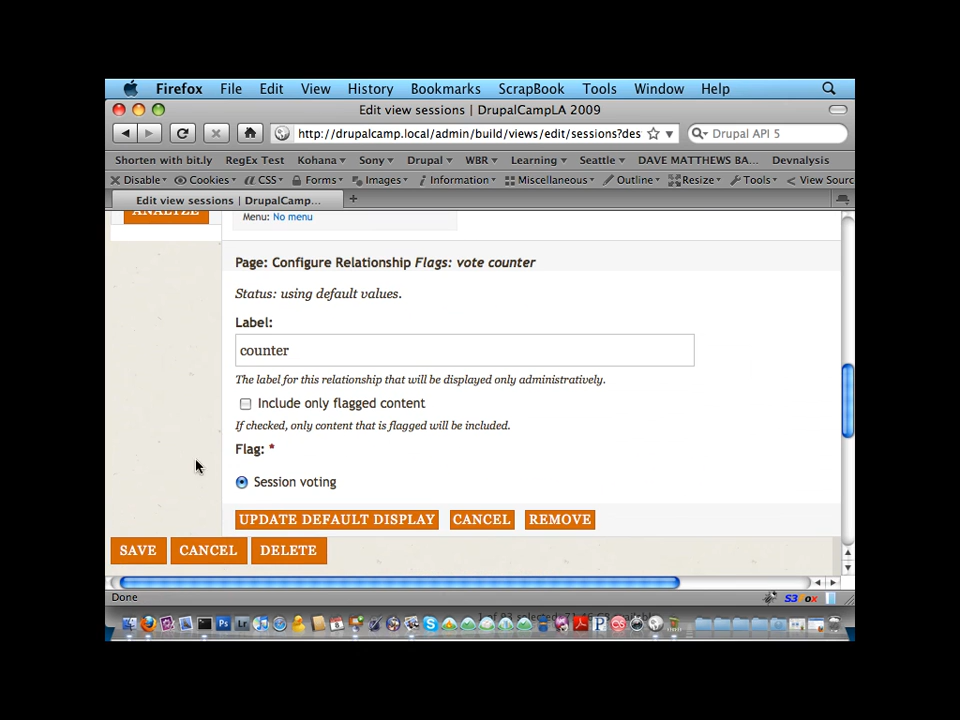 Firefox File Edit View History Bookmarks ScrapBook Tools Window Help
Edit view sessions | DrupalCampLA 2009
http://drupalcamp.local/admin/build/views/edit/sessions?des Drupal API 5
Shorten with bit.ly RegEx Test Kohana Sony Drupal WBR Learning Seattle DAVE MATTHEWS BA... Devnalysis
Disable Cookies CSS Forms Images Information Miscellaneous Outline Resize Tools View Sourc
Edit view sessions | DrupalCamp...
ANALYZE
Menu: No menu
Page: Configure Relationship Flags: vote counter
Status: using default values.
Label:
counter
The label for this relationship that will be displayed only administratively.
Include only flagged content
If checked, only content that is flagged will be included.
Flag: *
Session voting
UPDATE DEFAULT DISPLAY CANCEL REMOVE
SAVE CANCEL DELETE
Done S3Fox